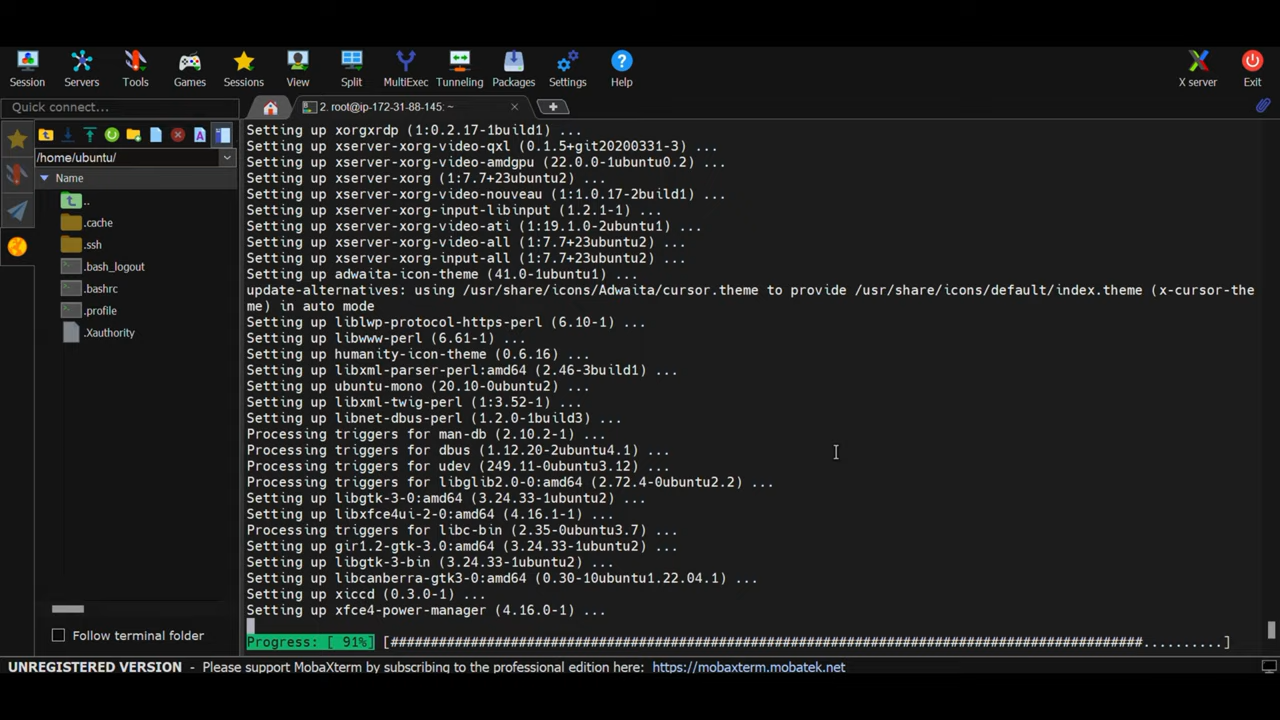 Session
Servers
Tools
Games
Sessions
View
Split
MultiExec
Tunneling
Packages
Settings
Help
X server
Exit
Quick connect...
2. root@ip-172-31-88-145: ~
/home/ubuntu/
Name
..
.cache
.ssh
.bash_logout
.bashrc
.profile
.Xauthority
Follow terminal folder
Setting up xorgxrdp (1:0.2.17-1build1) ...
Setting up xserver-xorg-video-qxl (0.1.5+git20200331-3) ...
Setting up xserver-xorg-video-amdgpu (22.0.0-1ubuntu0.2) ...
Setting up xserver-xorg (1:7.7+23ubuntu2) ...
Setting up xserver-xorg-video-nouveau (1:1.0.17-2build1) ...
Setting up xserver-xorg-input-libinput (1.2.1-1) ...
Setting up xserver-xorg-video-ati (1:19.1.0-2ubuntu1) ...
Setting up xserver-xorg-video-all (1:7.7+23ubuntu2) ...
Setting up xserver-xorg-input-all (1:7.7+23ubuntu2) ...
Setting up adwaita-icon-theme (41.0-1ubuntu1) ...
update-alternatives: using /usr/share/icons/Adwaita/cursor.theme to provide /usr/share/icons/default/index.theme (x-cursor-the
me) in auto mode
Setting up liblwp-protocol-https-perl (6.10-1) ...
Setting up libwww-perl (6.61-1) ...
Setting up humanity-icon-theme (0.6.16) ...
Setting up libxml-parser-perl:amd64 (2.46-3build1) ...
Setting up ubuntu-mono (20.10-0ubuntu2) ...
Setting up libxml-twig-perl (1:3.52-1) ...
Setting up libnet-dbus-perl (1.2.0-1build3) ...
Processing triggers for man-db (2.10.2-1) ...
Processing triggers for dbus (1.12.20-2ubuntu4.1) ...
Processing triggers for udev (249.11-0ubuntu3.12) ...
Processing triggers for libglib2.0-0:amd64 (2.72.4-0ubuntu2.2) ...
Setting up libgtk-3-0:amd64 (3.24.33-1ubuntu2) ...
Setting up libxfce4ui-2-0:amd64 (4.16.1-1) ...
Processing triggers for libc-bin (2.35-0ubuntu3.7) ...
Setting up gir1.2-gtk-3.0:amd64 (3.24.33-1ubuntu2) ...
Setting up libgtk-3-bin (3.24.33-1ubuntu2) ...
Setting up libcanberra-gtk3-0:amd64 (0.30-10ubuntu1.22.04.1) ...
Setting up xiccd (0.3.0-1) ...
Setting up xfce4-power-manager (4.16.0-1) ...
Progress: [ 91%] [##############################################################################################..........]
UNREGISTERED VERSION - Please support MobaXterm by subscribing to the professional edition here: https://mobaxterm.mobatek.net